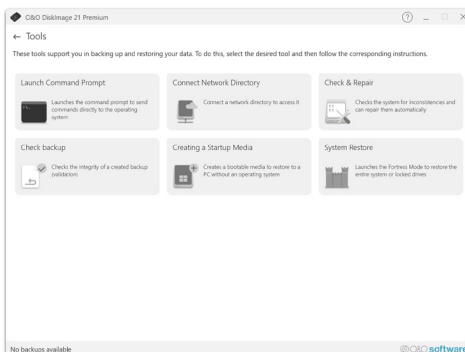 O&O DiskImage 21 Premium
← Tools
These tools support you in backing up and restoring your data. To do this, select the desired tool and then follow the corresponding instructions.
Launch Command Prompt
Launches the command prompt to send
commands directly to the operating
system
Connect Network Directory
Connect a network directory to access it
Check & Repair
Checks the system for inconsistencies and
can repair them automatically
Check backup
Checks the integrity of a created backup
(validation)
Creating a Startup Media
Creates a bootable media to restore to a
PC without an operating system
System Restore
Launches the Fortress Mode to restore the
entire system or locked drives
No backups available
O&O software